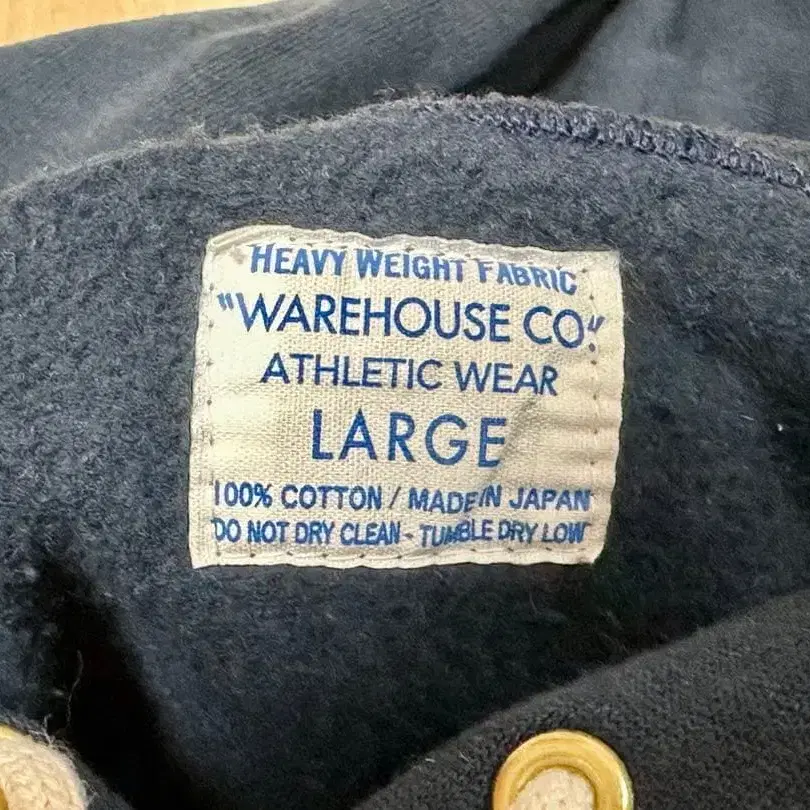 HEAVY WEIGHT FABRIC
"WAREHOUSE CO."
ATHLETIC WEAR
LARGE
100% COTTON / MADE IN JAPAN
DO NOT DRY CLEAN - TUMBLE DRY LOW